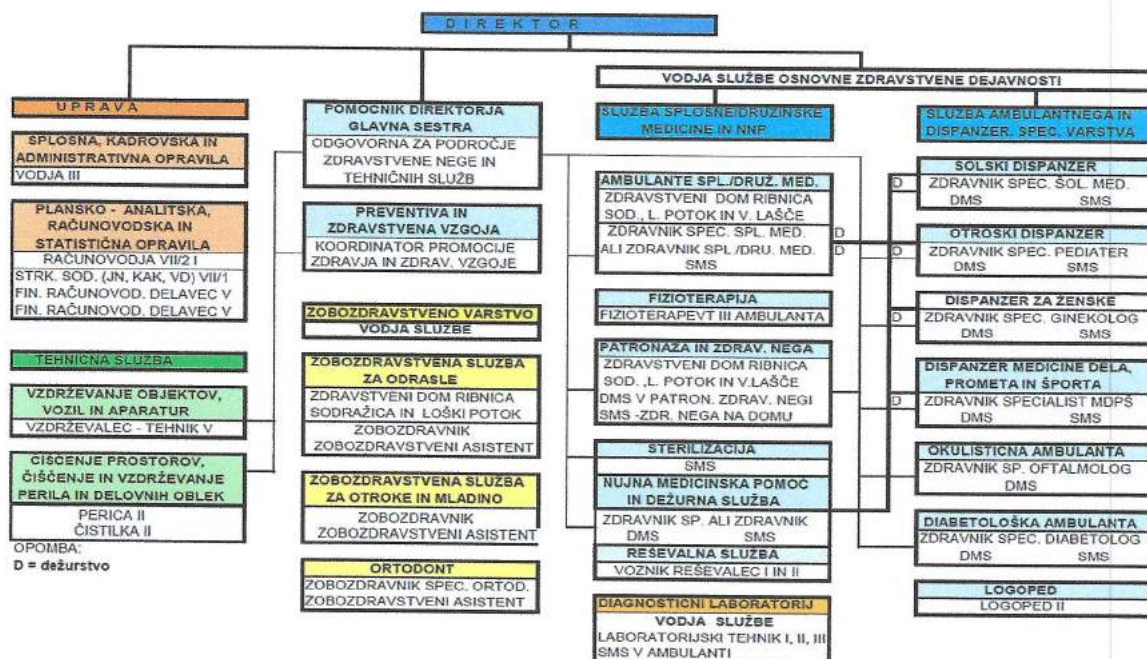 DIREKTOR
VODJA SLUŽBE OSNOVNE ZDRAVSTVENE DEJAVNOSTI
UPRAVA
SPLOSNA, KADROVSKA IN
ADMINISTRATIVNA OPRAVILA
VODJA III
PLANSKO - ANALITSKA,
RAČUNOVODSKA IN
STATISTIČNA OPRAVILA
RAČUNOVODJA VII/2 I
STRK. SOD. (JN, KAK, VD) VII/1
FIN. RAČUNOVOD. DELAVEC V
FIN. RAČUNOVOD. DELAVEC V
TEHNIČNA SLUŽBA
VZDRŽEVANJE OBJEKTOV,
VOZIL IN APARATUR
VZDRŽEVALEC - TEHNIK V
ČIŠČENJE PROSTOROV,
ČIŠČENJE IN VZDRŽEVANJE
PERILA IN DELOVNIH OBLEK
PERICA II
ČISTILKA II
OPOMBA:
D = dežurstvo
POMOČNIK DIREKTORJA
GLAVNA SESTRA
ODGOVORNA ZA PODROČJE
ZDRAVSTVENE NEGE IN
TEHNIČNIH SLUŽB
PREVENTIVA IN
ZDRAVSTVENA VZGOJA
KOORDINATOR PROMOCIJE
ZDRAVJA IN ZDRAV. VZGOJE
ZOBOZDRAVSTVENO VARSTVO
VODJA SLUŽBE
ZOBOZDRAVSTVENA SLUZBA
ZA ODRASLE
ZDRAVSTVENI DOM RIBNICA
SODRAŽICA IN LOŠKI POTOK
ZOBOZDRAVNIK
ZOBOZDRAVSTVENI ASISTENT
ZOBOZDRAVSTVENA SLUZBA
ZA OTROKE IN MLADINO
ZOBOZDRAVNIK
ZOBOZDRAVSTVENI ASISTENT
ORTODONT
ZOBOZDRAVNIK SPEC. ORTOD.
ZOBOZDRAVSTVENI ASISTENT
SLUZBA SPLOSNE/DRUZINSKE
MEDICINE IN NNP
AMBULANTE SPL./DRUŽ. MED.
ZDRAVSTVENI DOM RIBNICA
SOD., L. POTOK IN V. LAŠČE
ZDRAVNIK SPEC. SPL. MED.
ALI ZDRAVNIK SPL./DRU. MED.
SMS
D
D
FIZIOTERAPIJA
FIZIOTERAPEVT III AMBULANTA
PATRONAZA IN ZDRAV. NEGA
ZDRAVSTVENI DOM RIBNICA
SOD. ,L. POTOK IN V.LAŠČE
DMS V PATRON. ZDRAV. NEGI
SMS -ZDR. NEGA NA DOMU
STERILIZACIJA
SMS
NUJNA MEDICINSKA POMOČ
IN DEŽURNA SLUŽBA
ZDRAVNIK SP. ALI ZDRAVNIK
DMS SMS
REŠEVALNA SLUŽBA
VOZNIK REŠEVALEC I IN II
DIAGNOSTICNI LABORATORIJ
VODJA SLUŽBE
LABORATORIJSKI TEHNIK I, II, III
SMS V AMBULANTI
SLUZBA AMBULANTNEGA IN
DISPANZER. SPEC. VARSTVA
SOLSKI DISPANZER
D ZDRAVNIK SPEC. ŠOL. MED.
DMS SMS
OTROSKI DISPANZER
D ZDRAVNIK SPEC. PEDIATER
DMS SMS
DISPANZER ZA ŽENSKE
D ZDRAVNIK SPEC. GINEKOLOG
DMS SMS
DISPANZER MEDICINE DELA,
PROMETA IN ŠPORTA
D ZDRAVNIK SPECIALIST MDPŠ
DMS SMS
OKULISTIČNA AMBULANTA
ZDRAVNIK SP. OFTALMOLOG
DMS
DIABETOLOŠKA AMBULANTA
ZDRAVNIK SPEC. DIABETOLOG
DMS SMS
LOGOPED
LOGOPED II